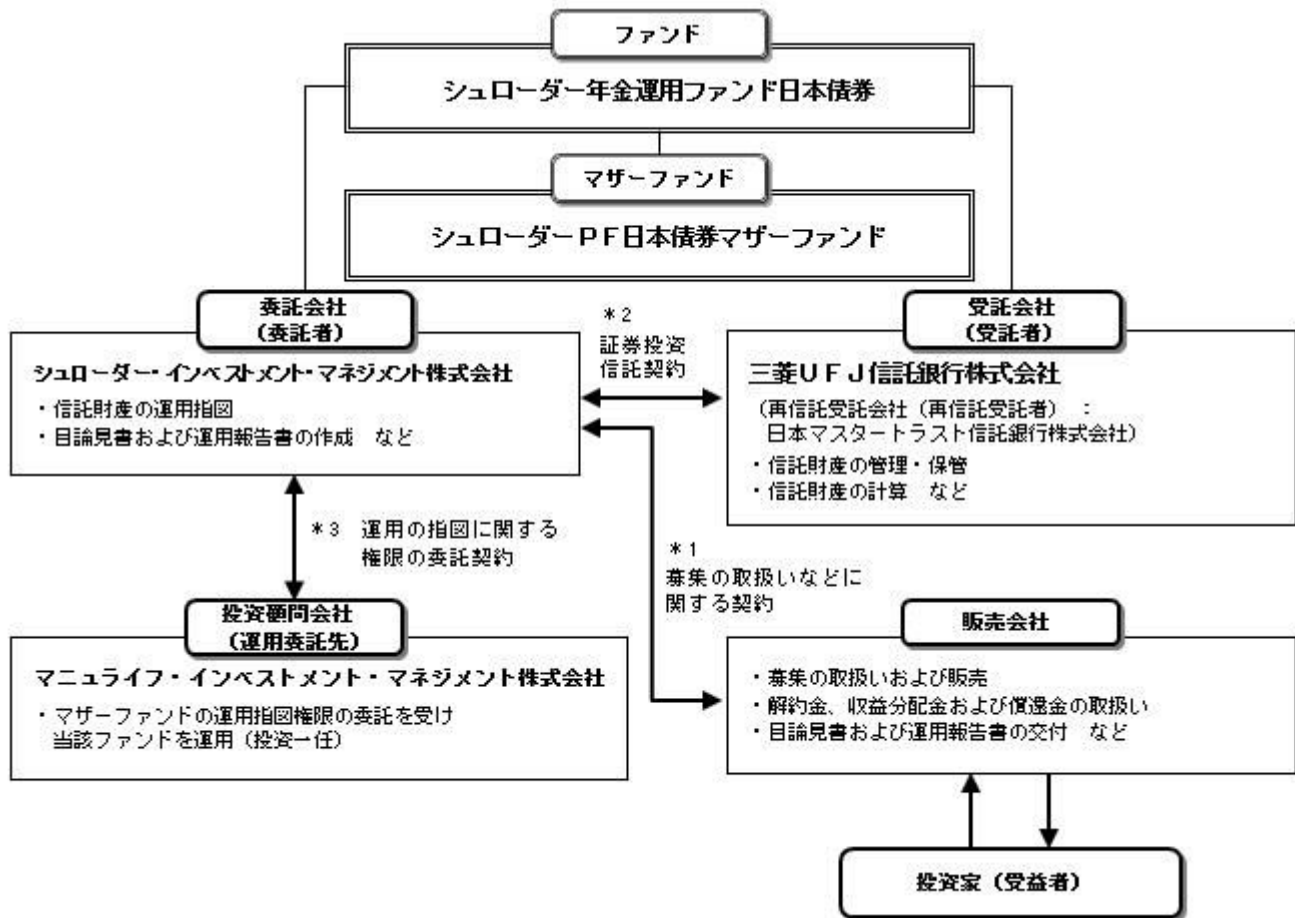 ファンド
シュローダー年金運用ファンド日本債券
マザーファンド
シュローダーPF日本債券マザーファンド
委託会社
(委託者)
シュローダー・インベストメント・マネジメント株式会社
・信託財産の運用指図
・目論見書および運用報告書の作成　など
*2
証券投資
信託契約
受託会社
(受託者)
三菱UFJ信託銀行株式会社
(再信託受託会社(再信託受託者)　:
日本マスタートラスト信託銀行株式会社)
・信託財産の管理・保管
・信託財産の計算　など
*3　運用の指図に関する
権限の委託契約
*1
募集の取扱いなどに
関する契約
投資顧問会社
(運用委託先)
マニュライフ・インベストメント・マネジメント株式会社
・マザーファンドの運用指図権限の委託を受け
当該ファンドを運用(投資一任)
販売会社
・募集の取扱いおよび販売
・解約金、収益分配金および償還金の取扱い
・目論見書および運用報告書の交付　など
投資家(受益者)